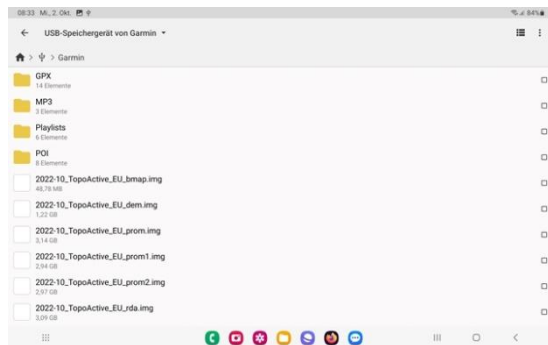 08:33 Mi., 2. Okt.
84%
USB-Speichergerät von Garmin
> > Garmin
GPX
14 Elemente
MP3
3 Elemente
Playlists
6 Elemente
POI
8 Elemente
2022-10_TopoActive_EU_bmap.img
48,78 MB
2022-10_TopoActive_EU_dem.img
1,22 GB
2022-10_TopoActive_EU_prom.img
3,14 GB
2022-10_TopoActive_EU_prom1.img
2,94 GB
2022-10_TopoActive_EU_prom2.img
2,97 GB
2022-10_TopoActive_EU_rda.img
3,09 GB